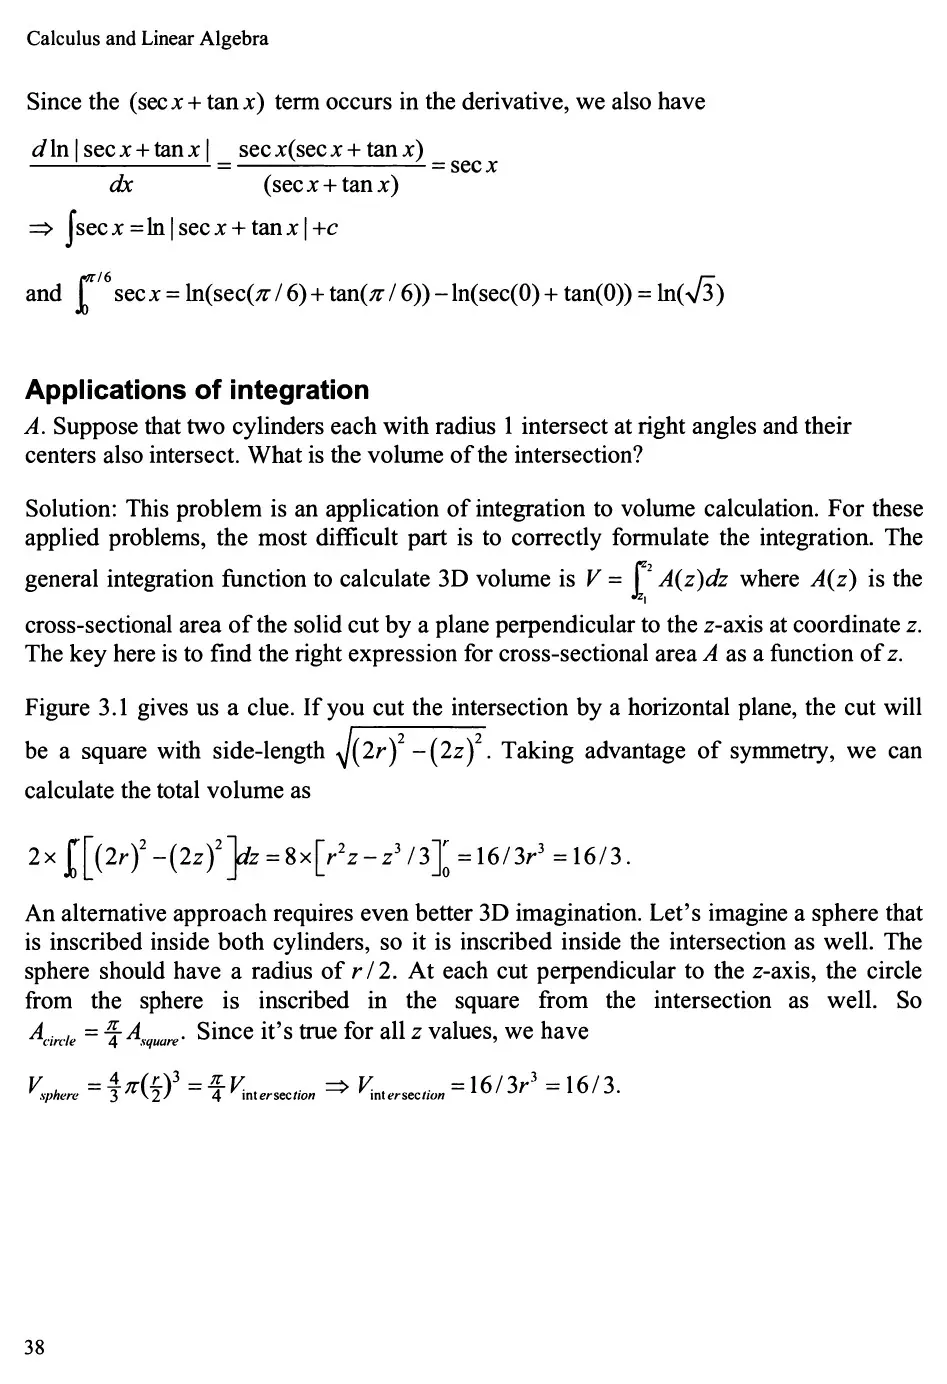 Calculus and Linear Algebra
Since the (sec x + tan x) term occurs in the derivative, we also have
d ln | sec x + tan x | / dx = sec x(sec x + tan x) / (sec x + tan x) = sec x
⇒ ∫sec x = ln | sec x + tan x | +c
and ∫₀^{π/6} sec x = ln(sec(π / 6) + tan(π / 6)) − ln(sec(0) + tan(0)) = ln(√3)
Applications of integration
A. Suppose that two cylinders each with radius 1 intersect at right angles and their
centers also intersect. What is the volume of the intersection?
Solution: This problem is an application of integration to volume calculation. For these
applied problems, the most difficult part is to correctly formulate the integration. The
general integration function to calculate 3D volume is V = ∫_{z₁}^{z₂} A(z)dz where A(z) is the
cross-sectional area of the solid cut by a plane perpendicular to the z-axis at coordinate z.
The key here is to find the right expression for cross-sectional area A as a function of z.
Figure 3.1 gives us a clue. If you cut the intersection by a horizontal plane, the cut will
be a square with side-length √((2r)² − (2z)²). Taking advantage of symmetry, we can
calculate the total volume as
2 × ∫₀^r [(2r)² − (2z)²]dz = 8 × [r²z − z³ / 3]₀^r = 16 / 3r³ = 16 / 3.
An alternative approach requires even better 3D imagination. Let's imagine a sphere that
is inscribed inside both cylinders, so it is inscribed inside the intersection as well. The
sphere should have a radius of r / 2. At each cut perpendicular to the z-axis, the circle
from the sphere is inscribed in the square from the intersection as well. So
A_{circle} = π/4 A_{square}. Since it's true for all z values, we have
V_{sphere} = 4/3 π(r/2)³ = π/4 V_{intersection} ⇒ V_{intersection} = 16 / 3r³ = 16 / 3.
38